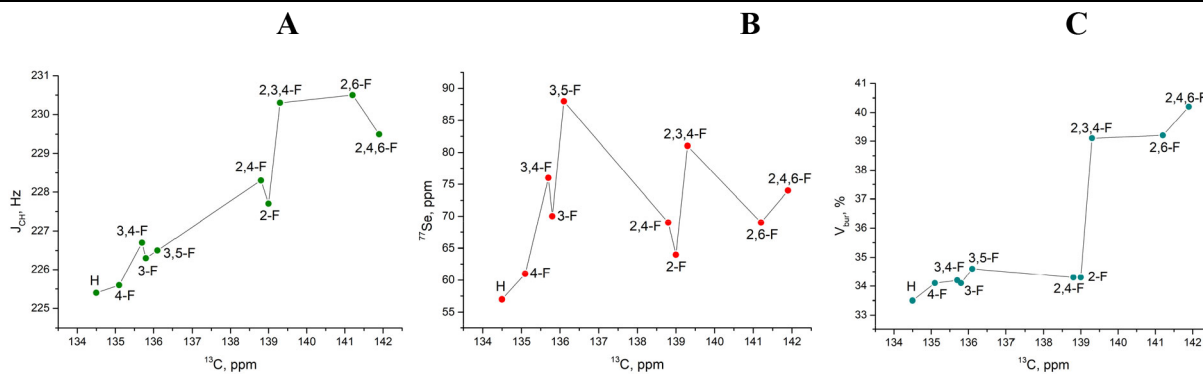 A
B
C
J_CH, Hz
231
230
229
228
227
226
225
H
4-F
3,4-F
3-F
3,5-F
2,4-F
2-F
2,3,4-F
2,6-F
2,4,6-F
134 135 136 137 138 139 140 141 142
¹³C, ppm
⁷⁷Se, ppm
90
85
80
75
70
65
60
55
H
4-F
3,4-F
3-F
3,5-F
2,4-F
2-F
2,3,4-F
2,6-F
2,4,6-F
134 135 136 137 138 139 140 141 142
¹³C, ppm
V_bur, %
41
40
39
38
37
36
35
34
33
H
4-F
3,4-F
3-F
3,5-F
2,4-F
2-F
2,3,4-F
2,6-F
2,4,6-F
134 135 136 137 138 139 140 141 142
¹³C, ppm